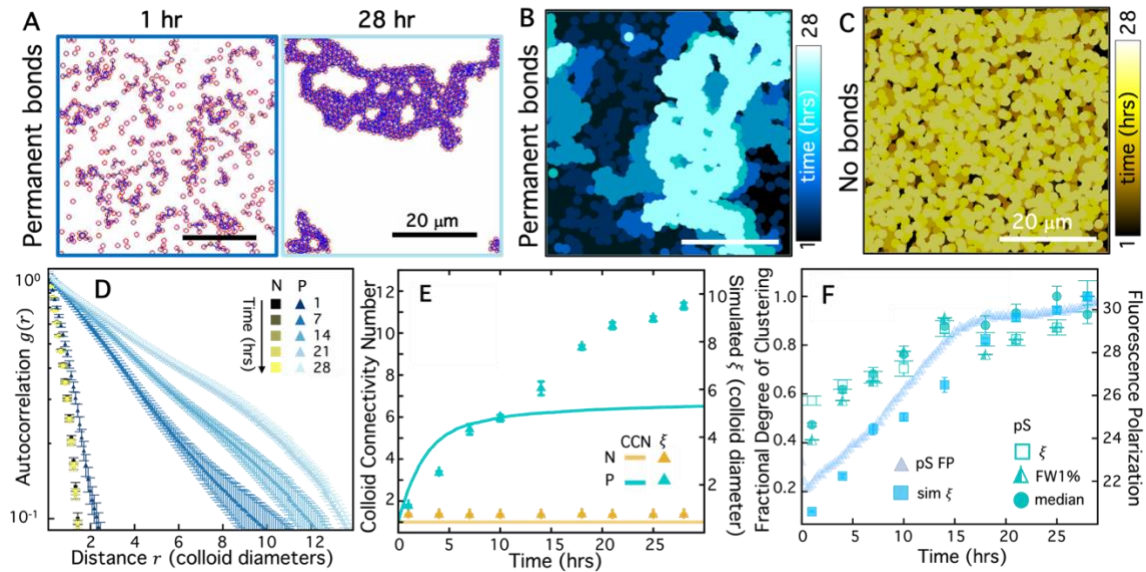 A
1 hr
28 hr
Permanent bonds
20 μm
B
Permanent bonds
28
time (hrs)
1
C
No bonds
20 μm
28
time (hrs)
1
D
Autocorrelation g(r)
10⁰
10⁻¹
2 4 6 8 10 12
Distance r (colloid diameters)
N P
Time (hrs)
1
7
14
21
28
E
Colloid Connectivity Number
12
10
8
6
4
2
0
0 5 10 15 20 25
Time (hrs)
10
8
6
4
2
Simulated ξ (colloid diameter)
CCN ξ
N
P
F
Fractional Degree of Clustering
1.0
0.8
0.6
0.4
0.2
0 5 10 15 20 25
Time (hrs)
30
28
26
24
22
Fluorescence Polarization
pS FP
sim ξ
pS
ξ
FW1%
median